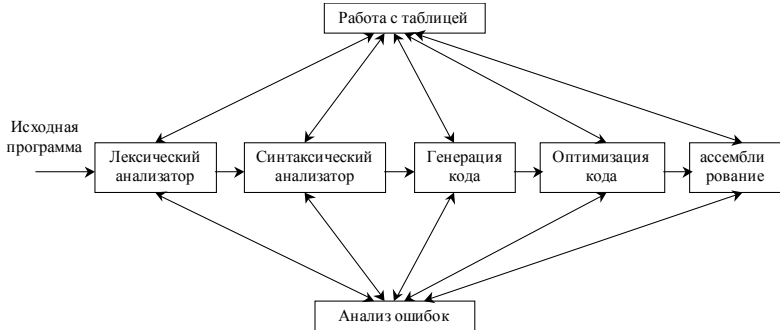 Работа с таблицей
Исходная
программа
Лексический
анализатор
Синтаксический
анализатор
Генерация
кода
Оптимизация
кода
ассембли
рование
Анализ ошибок